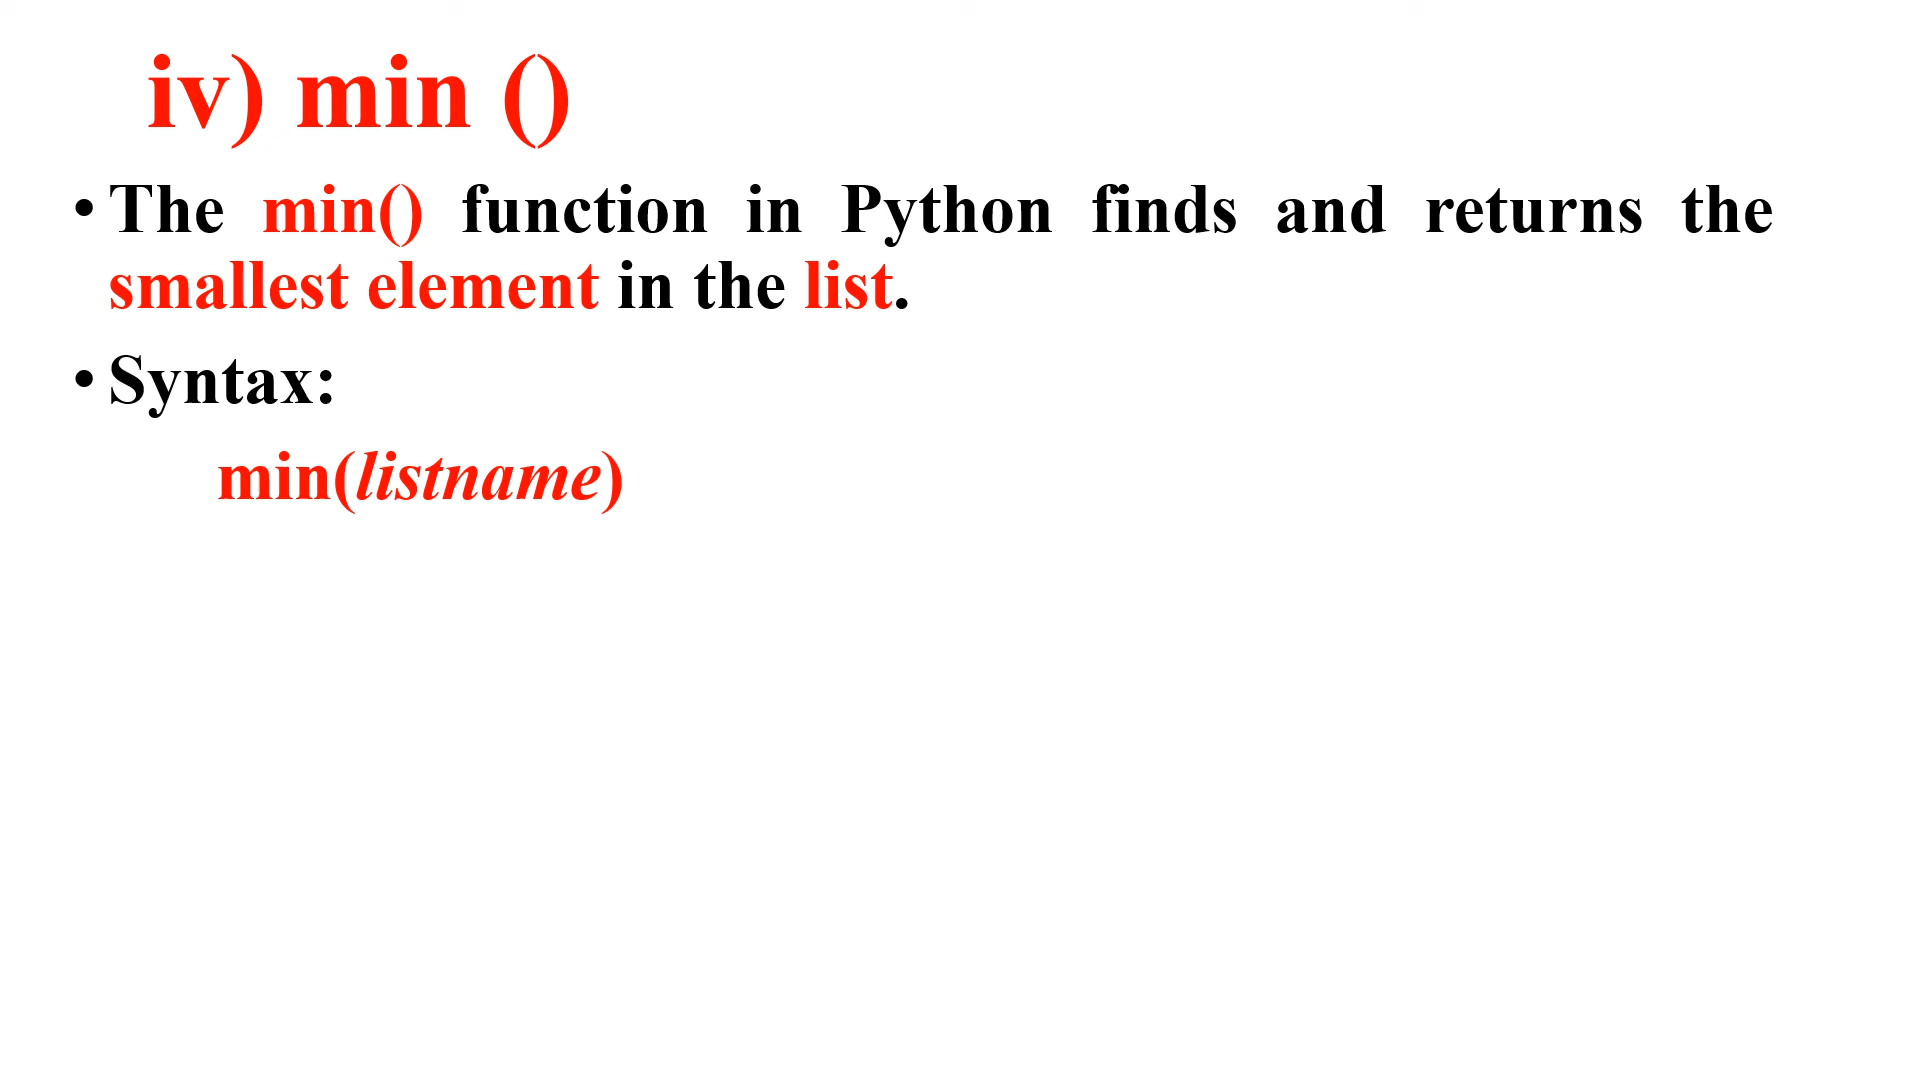 iv) min ()
• The min() function in Python finds and returns the
smallest element in the list.
• Syntax:
min(listname)